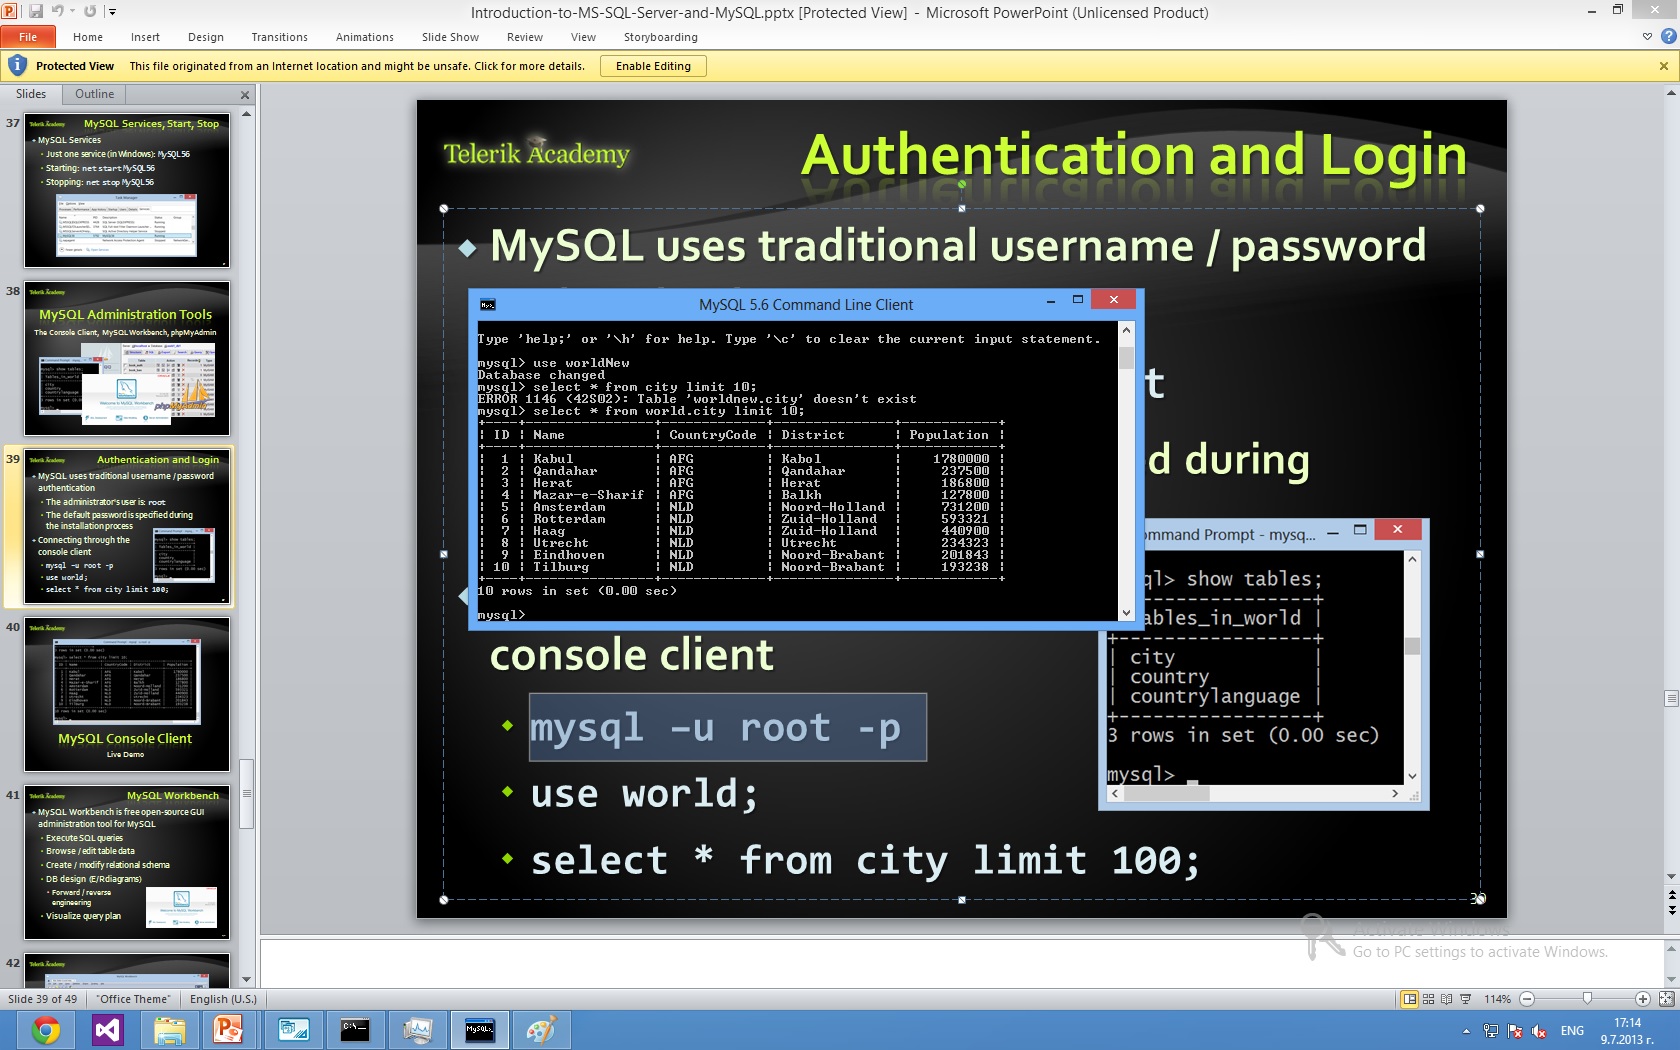 Introduction-to-MS-SQL-Server-and-MySQL.pptx [Protected View] - Microsoft PowerPoint (Unlicensed Product)
File Home Insert Design Transitions Animations Slide Show Review View Storyboarding
Protected View This file originated from an Internet location and might be unsafe. Click for more details. Enable Editing
Slides Outline
37
MySQL Services, Start, Stop
MySQL Services
Just one service (in Windows): MySQL56
Starting: net start MySQL56
Stopping: net stop MySQL56
38
MySQL Administration Tools
The Console Client, MySQL Workbench, phpMyAdmin
39
Authentication and Login
MySQL uses traditional username / password
authentication
The administrator's user is: root
The default password is specified during
the installation process
Connecting through the
console client
mysql -u root -p
use world;
select * from city limit 100;
40
MySQL Console Client
Live Demo
41
MySQL Workbench
MySQL Workbench is free open-source GUI
administration tool for MySQL
Execute SQL queries
Browse / edit table data
Create / modify relational schema
DB design (E/R diagrams)
Forward / reverse
engineering
Visualize query plan
42
Telerik Academy
Authentication and Login
MySQL uses traditional username / password
t
d during
console client
mysql –u root -p
use world;
select * from city limit 100;
39
MySQL 5.6 Command Line Client
Type 'help;' or '\h' for help. Type '\c' to clear the current input statement.
mysql> use worldNew
Database changed
mysql> select * from city limit 10;
ERROR 1146 (42S02): Table 'worldnew.city' doesn't exist
mysql> select * from world.city limit 10;
| ID | Name | CountryCode | District | Population |
| 1 | Kabul | AFG | Kabol | 1780000 |
| 2 | Qandahar | AFG | Qandahar | 237500 |
| 3 | Herat | AFG | Herat | 186800 |
| 4 | Mazar-e-Sharif | AFG | Balkh | 127800 |
| 5 | Amsterdam | NLD | Noord-Holland | 731200 |
| 6 | Rotterdam | NLD | Zuid-Holland | 593321 |
| 7 | Haag | NLD | Zuid-Holland | 440900 |
| 8 | Utrecht | NLD | Utrecht | 234323 |
| 9 | Eindhoven | NLD | Noord-Brabant | 201843 |
| 10 | Tilburg | NLD | Noord-Brabant | 193238 |
10 rows in set (0.00 sec)
mysql>
ommand Prompt - mysq...
ql> show tables;
ables_in_world |
| city |
| country |
| countrylanguage |
3 rows in set (0.00 sec)
mysql> _
Activate Windows
Go to PC settings to activate Windows.
Slide 39 of 49 "Office Theme" English (U.S.) 114%
ENG
17:14
9.7.2013 г.